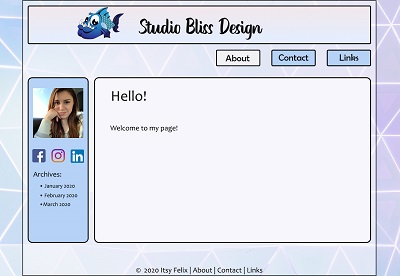 Studio Bliss Design
About
Contact
Links
Hello!
Welcome to my page!
Archives:
January 2020
February 2020
March 2020
© 2020 Itsy Felix | About | Contact | Links